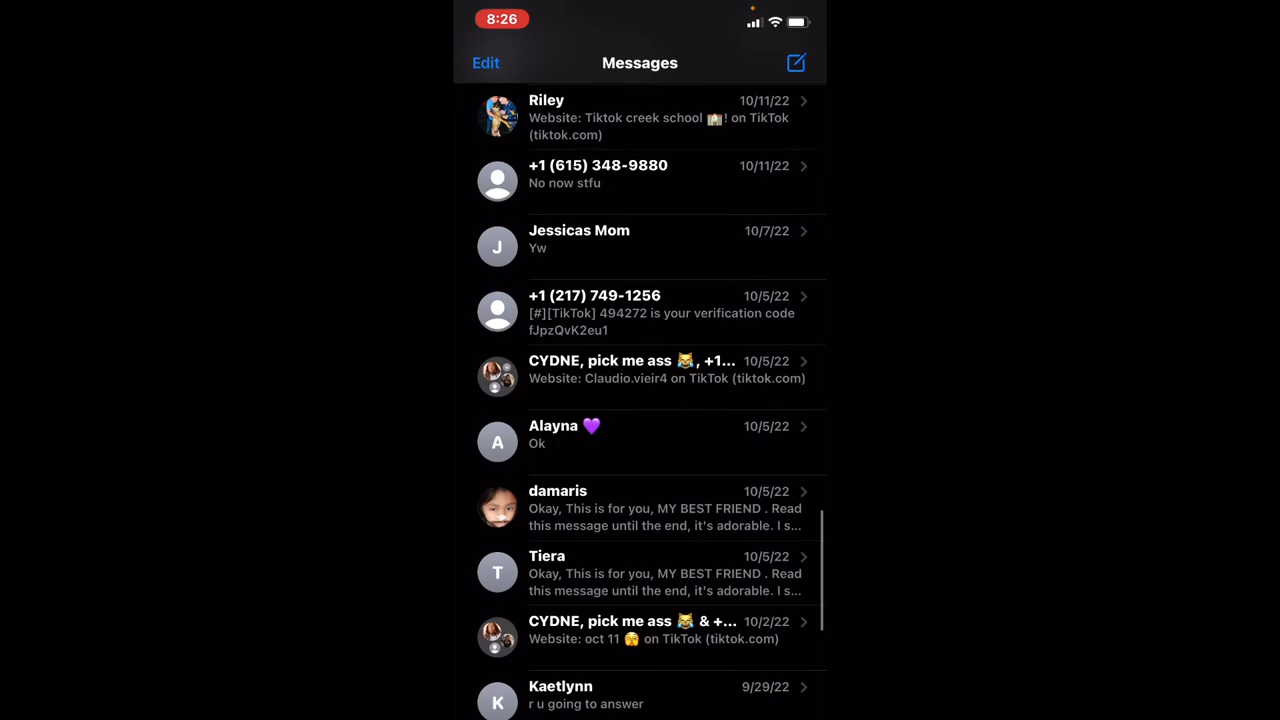 8:26
Edit
Messages
Riley
10/11/22
Website: Tiktok creek school 🏫! on TikTok
(tiktok.com)
+1 (615) 348-9880
10/11/22
No now stfu
J
Jessicas Mom
10/7/22
Yw
+1 (217) 749-1256
10/5/22
[#][TikTok] 494272 is your verification code
fJpzQvK2eu1
CYDNE, pick me ass 😹, +1...
10/5/22
Website: Claudio.vieir4 on TikTok (tiktok.com)
A
Alayna 💜
10/5/22
Ok
damaris
10/5/22
Okay, This is for you, MY BEST FRIEND . Read
this message until the end, it's adorable. I s...
T
Tiera
10/5/22
Okay, This is for you, MY BEST FRIEND . Read
this message until the end, it's adorable. I s...
CYDNE, pick me ass 😹 & +...
10/2/22
Website: oct 11 🫣 on TikTok (tiktok.com)
K
Kaetlynn
9/29/22
r u going to answer